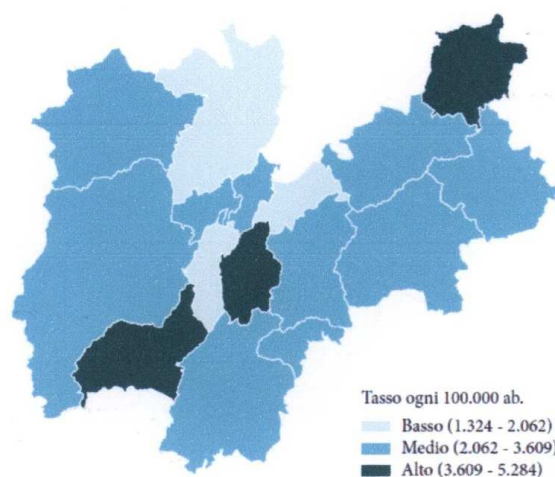 Tasso ogni 100.000 ab.
Basso (1.324 - 2.062)
Medio (2.062 - 3.609)
Alto (3.609 - 5.284)